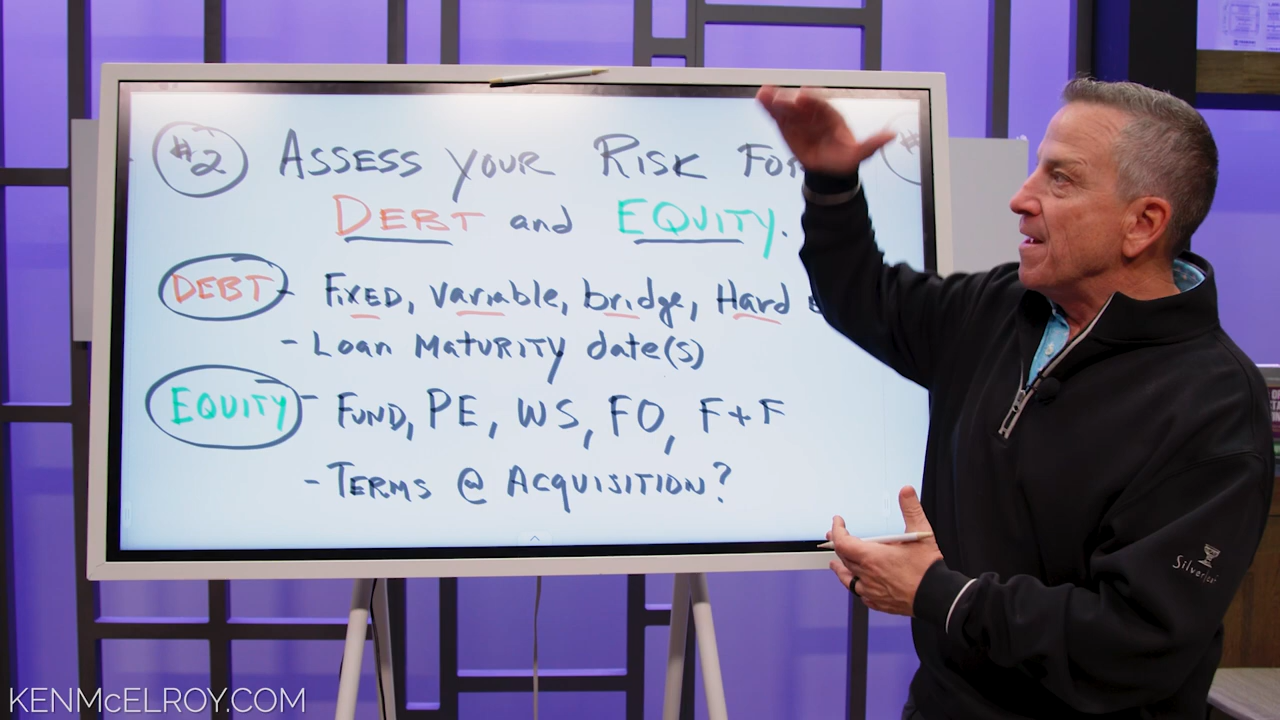 #2 ASSESS YOUR RISK FOR
DEBT and EQUITY.
DEBT - FIXED, variable, bridge, Hard
- Loan MATURITY date(s)
EQUITY - FUND, PE, WS, FO, F+F
- TERMS @ ACQUISITION?
KENMCELROY.COM